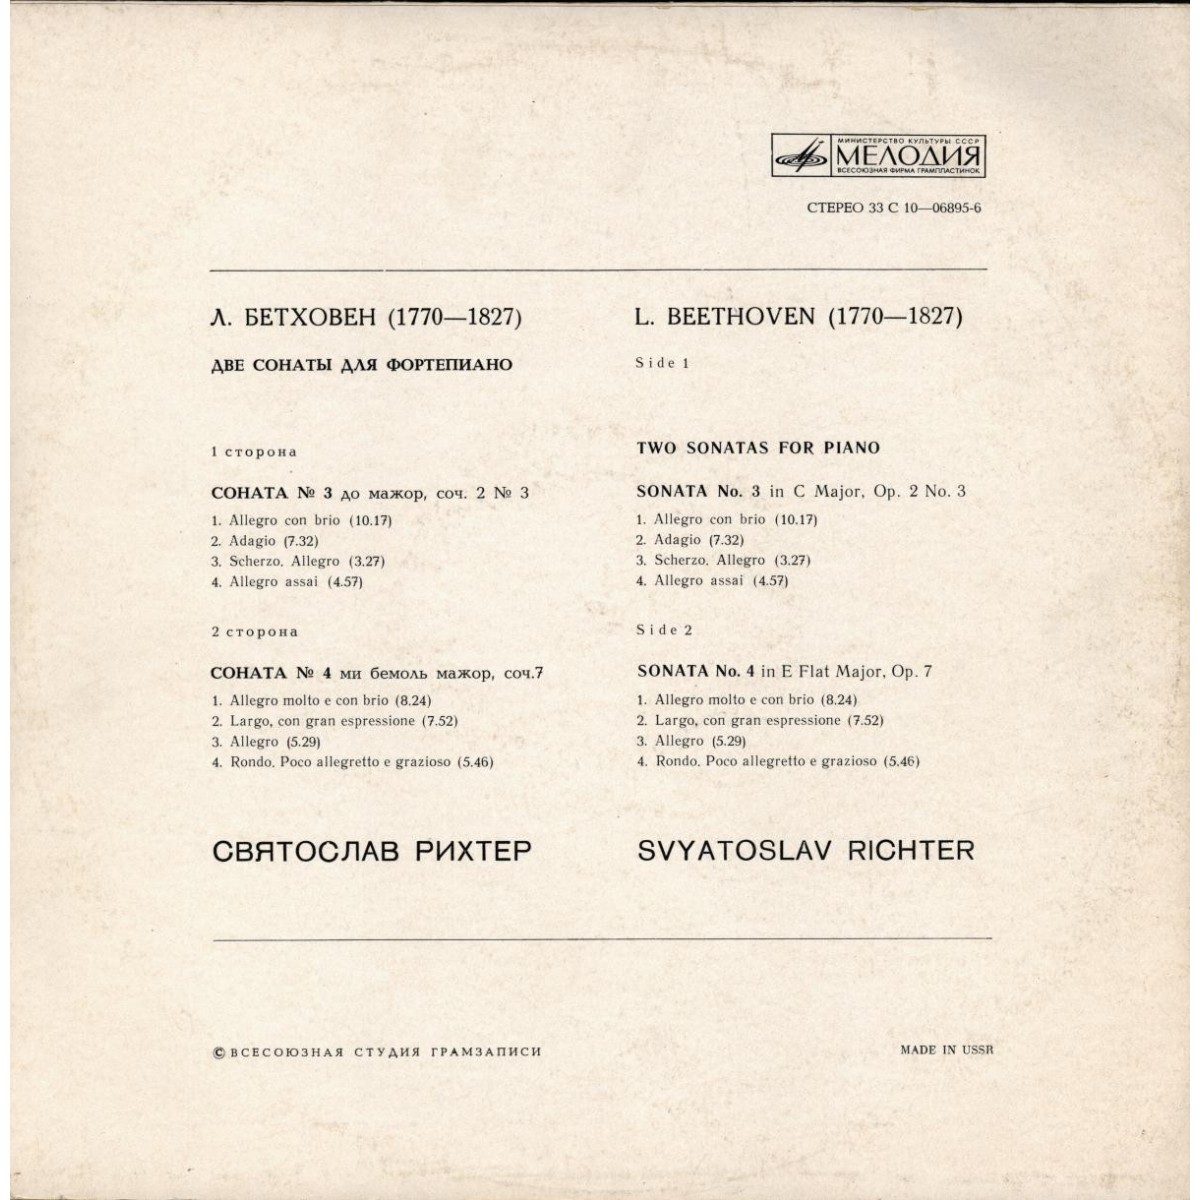 МИНИСТЕРСТВО КУЛЬТУРЫ СССР
МЕЛОДИЯ
ВСЕСОЮЗНАЯ ФИРМА ГРАМПЛАСТИНОК
СТЕРЕО 33 С 10—06895-6
Л. БЕТХОВЕН (1770—1827)
ДВЕ СОНАТЫ ДЛЯ ФОРТЕПИАНО
1 сторона
СОНАТА № 3 до мажор, соч. 2 № 3
1. Allegro con brio (10.17)
2. Adagio (7.32)
3. Scherzo. Allegro (3.27)
4. Allegro assai (4.57)
2 сторона
СОНАТА № 4 ми бемоль мажор, соч.7
1. Allegro molto e con brio (8.24)
2. Largo, con gran espressione (7.52)
3. Allegro (5.29)
4. Rondo. Poco allegretto e grazioso (5.46)
СВЯТОСЛАВ РИХТЕР
L. BEETHOVEN (1770—1827)
Side 1
TWO SONATAS FOR PIANO
SONATA No. 3 in C Major, Op. 2 No. 3
1. Allegro con brio (10.17)
2. Adagio (7.32)
3. Scherzo. Allegro (3.27)
4. Allegro assai (4.57)
Side 2
SONATA No. 4 in E Flat Major, Op. 7
1. Allegro molto e con brio (8.24)
2. Largo, con gran espressione (7.52)
3. Allegro (5.29)
4. Rondo. Poco allegretto e grazioso (5.46)
SVYATOSLAV RICHTER
© ВСЕСОЮЗНАЯ СТУДИЯ ГРАМЗАПИСИ
MADE IN USSR